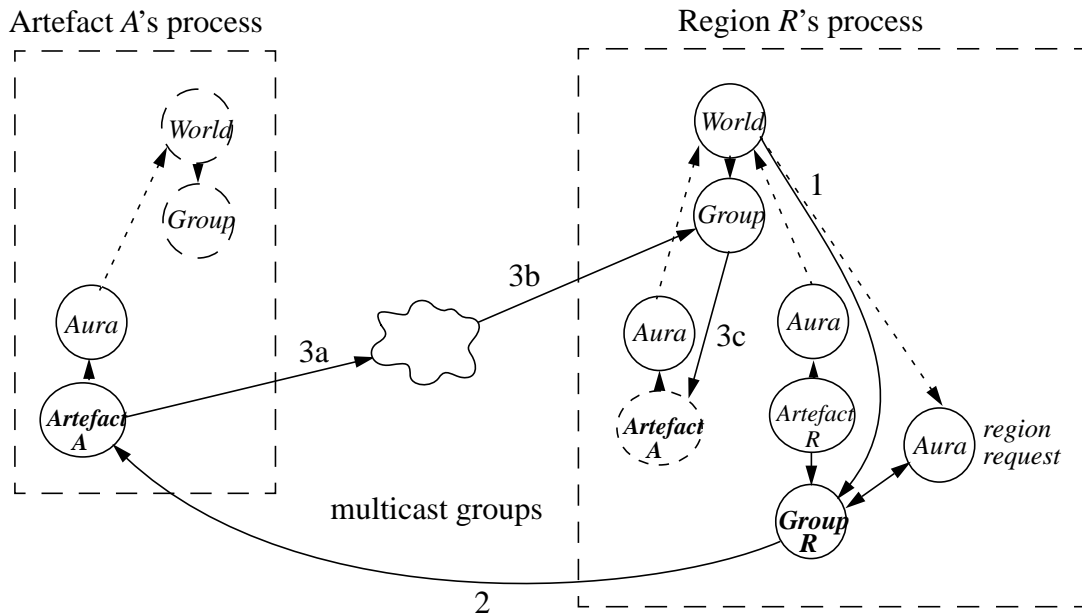 Artefact A's process
Region R's process
World
Group
Aura
Artefact
A
3a
3b
multicast groups
2
World
1
Group
Aura
3c
Aura
Artefact
A
Artefact
R
Aura
region
request
Group
R